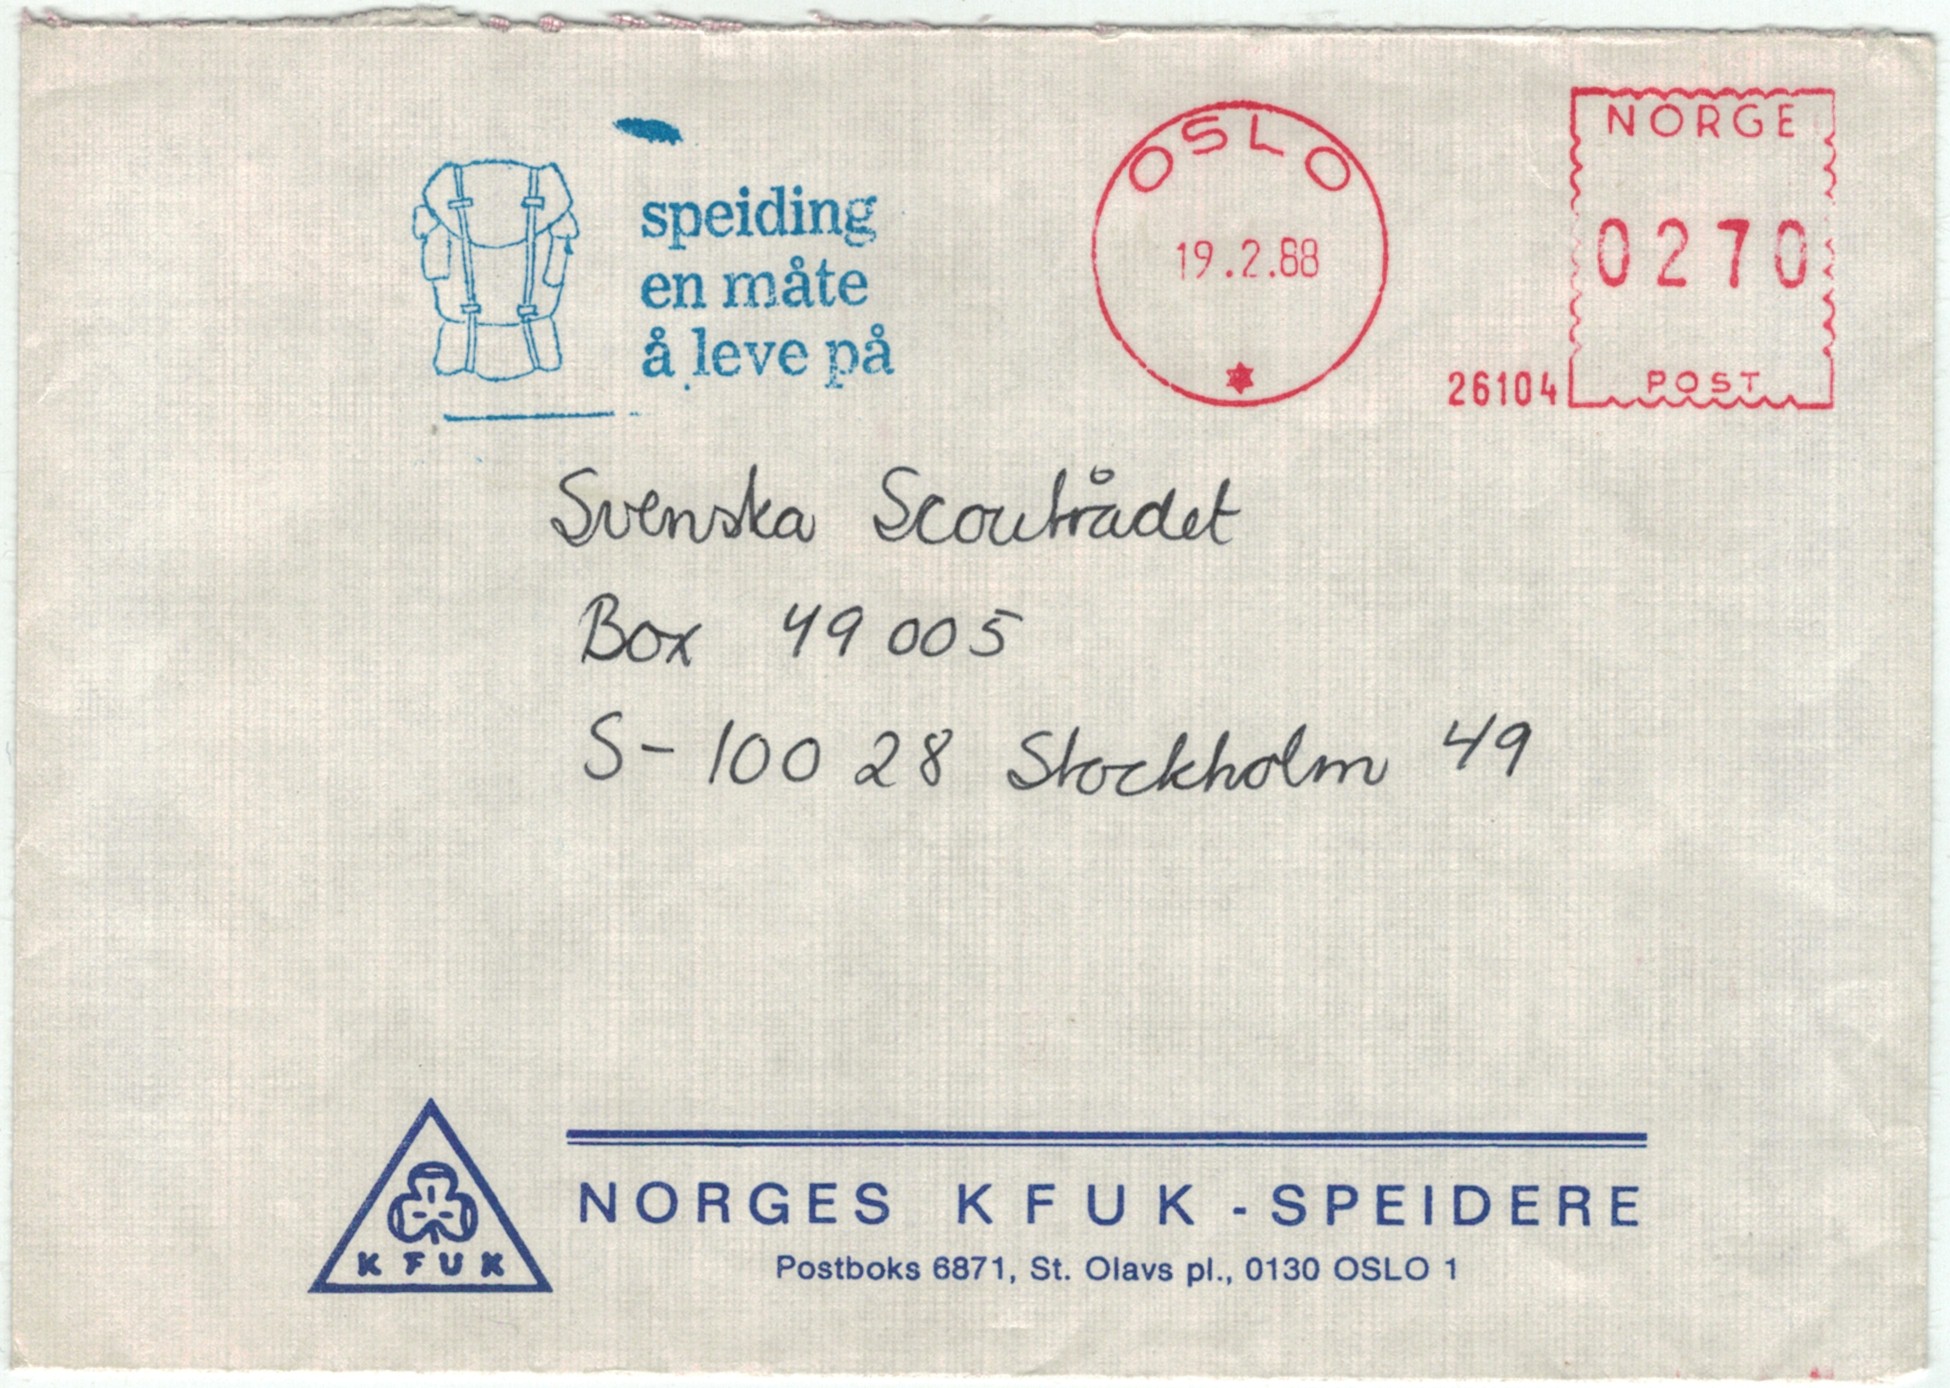 speiding
en måte
å leve på
OSLO
19.2.88
NORGE
0270
POST
26104
Svenska Scoutrådet
Box 49005
S-100 28 Stockholm 49
KFUK
NORGES KFUK-SPEIDERE
Postboks 6871, St. Olavs pl., 0130 OSLO 1